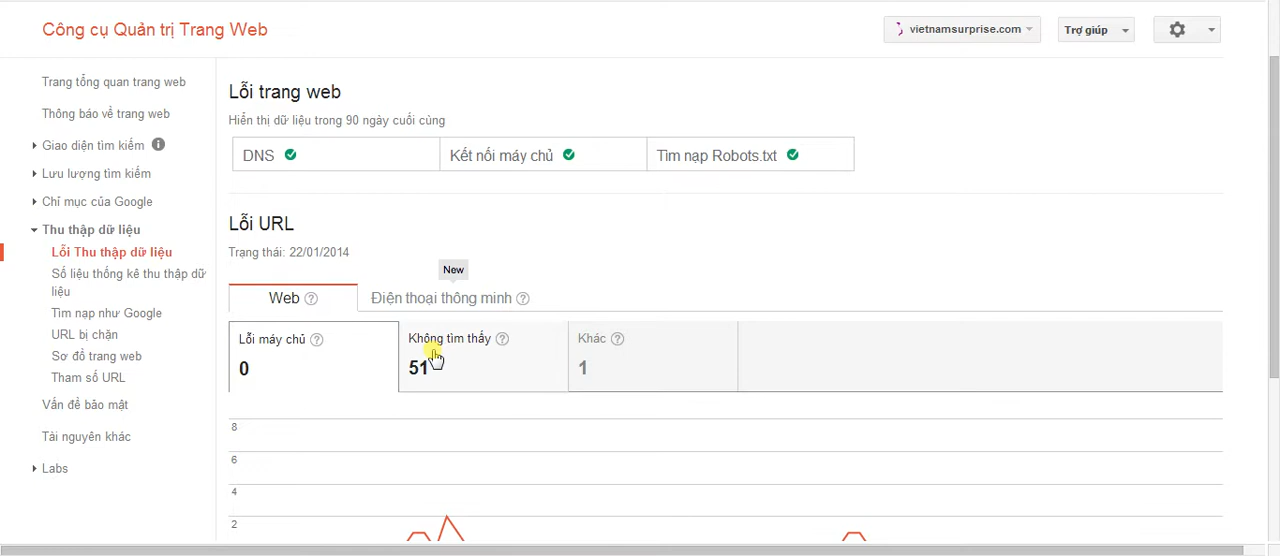 Công cụ Quản trị Trang Web
vietnamsurprise.com
Trợ giúp
Trang tổng quan trang web
Thông báo về trang web
Giao diện tìm kiếm
Lưu lượng tìm kiếm
Chỉ mục của Google
Thu thập dữ liệu
Lỗi Thu thập dữ liệu
Số liệu thống kê thu thập dữ
liệu
Tìm nạp như Google
URL bị chặn
Sơ đồ trang web
Tham số URL
Vấn đề bảo mật
Tài nguyên khác
Labs
Lỗi trang web
Hiển thị dữ liệu trong 90 ngày cuối cùng
DNS
Kết nối máy chủ
Tìm nạp Robots.txt
Lỗi URL
Trạng thái: 22/01/2014
New
Web ?
Điện thoại thông minh ?
Lỗi máy chủ ?
0
Không tìm thấy ?
51
Khác ?
1
8
6
4
2